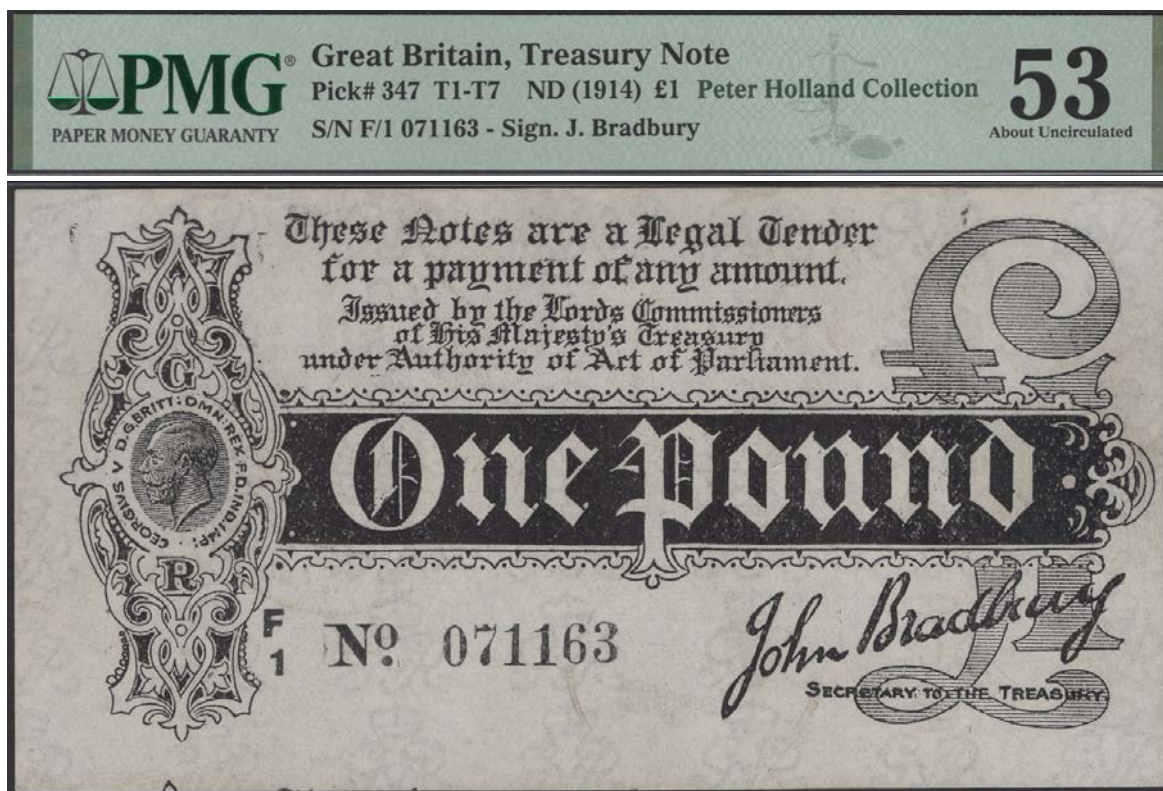 PMG®
PAPER MONEY GUARANTY
Great Britain, Treasury Note
Pick# 347 T1-T7 ND (1914) £1 Peter Holland Collection
S/N F/1 071163 - Sign. J. Bradbury
53
About Uncirculated
These Notes are a Legal Tender
for a payment of any amount.
Issued by the Lords Commissioners
of His Majesty's Treasury
under Authority of Act of Parliament.
£1
G
GEORGIVS V D.G.BRITT:OMN:REX F.D.IND.IMP:
R
One Pound
F
1
Nº 071163
John Bradbury
SECRETARY TO THE TREASURY.
£1